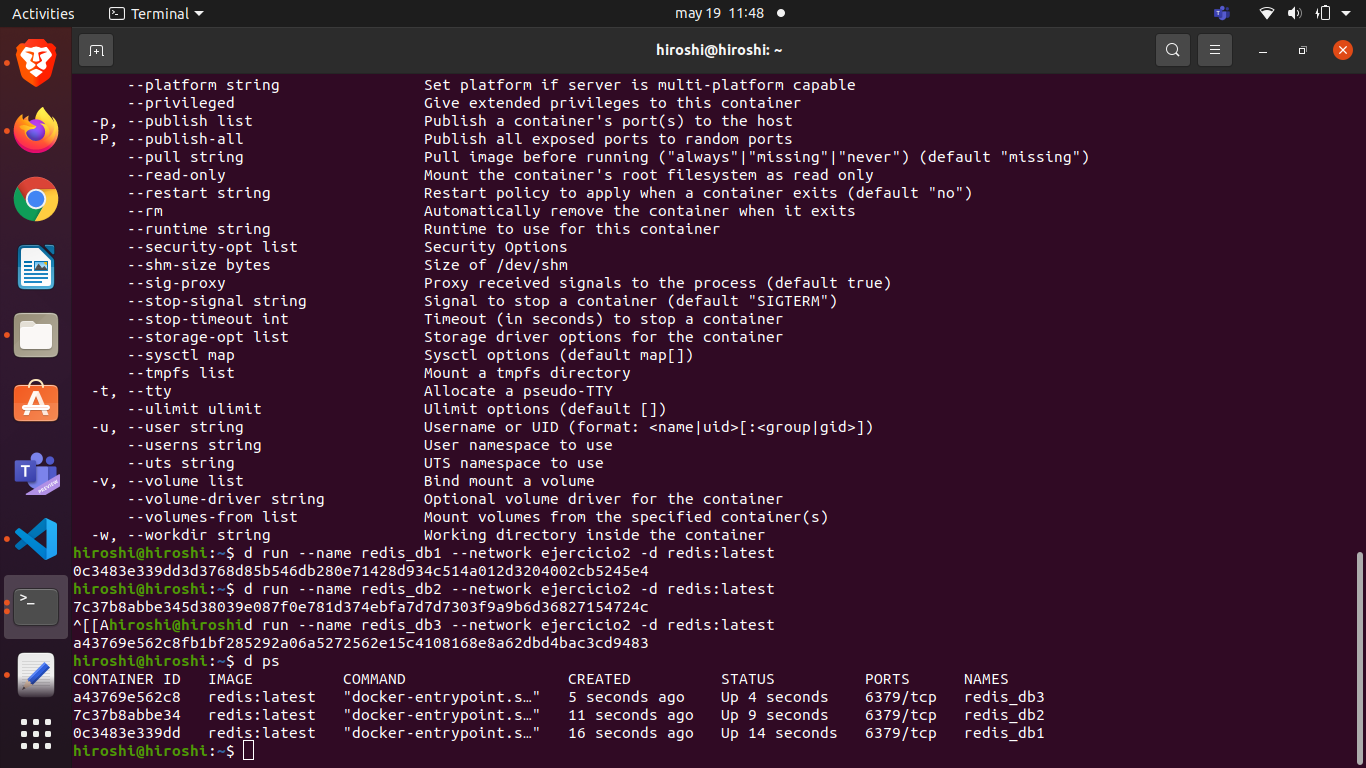 Activities Terminal may 19 11:48
hiroshi@hiroshi: ~
--platform string Set platform if server is multi-platform capable
--privileged Give extended privileges to this container
-p, --publish list Publish a container's port(s) to the host
-P, --publish-all Publish all exposed ports to random ports
--pull string Pull image before running ("always"|"missing"|"never") (default "missing")
--read-only Mount the container's root filesystem as read only
--restart string Restart policy to apply when a container exits (default "no")
--rm Automatically remove the container when it exits
--runtime string Runtime to use for this container
--security-opt list Security Options
--shm-size bytes Size of /dev/shm
--sig-proxy Proxy received signals to the process (default true)
--stop-signal string Signal to stop a container (default "SIGTERM")
--stop-timeout int Timeout (in seconds) to stop a container
--storage-opt list Storage driver options for the container
--sysctl map Sysctl options (default map[])
--tmpfs list Mount a tmpfs directory
-t, --tty Allocate a pseudo-TTY
--ulimit ulimit Ulimit options (default [])
-u, --user string Username or UID (format: <name|uid>[:<group|gid>])
--userns string User namespace to use
--uts string UTS namespace to use
-v, --volume list Bind mount a volume
--volume-driver string Optional volume driver for the container
--volumes-from list Mount volumes from the specified container(s)
-w, --workdir string Working directory inside the container
hiroshi@hiroshi:~$ d run --name redis_db1 --network ejercicio2 -d redis:latest
0c3483e339dd3d3768d85b546db280e71428d934c514a012d3204002cb5245e4
hiroshi@hiroshi:~$ d run --name redis_db2 --network ejercicio2 -d redis:latest
7c37b8abbe345d38039e087f0e781d374ebfa7d7d7303f9a9b6d36827154724c
^[[Ahiroshi@hiroshid run --name redis_db3 --network ejercicio2 -d redis:latest
a43769e562c8fb1bf285292a06a5272562e15c4108168e8a62dbd4bac3cd9483
hiroshi@hiroshi:~$ d ps
CONTAINER ID IMAGE COMMAND CREATED STATUS PORTS NAMES
a43769e562c8 redis:latest "docker-entrypoint.s…" 5 seconds ago Up 4 seconds 6379/tcp redis_db3
7c37b8abbe34 redis:latest "docker-entrypoint.s…" 11 seconds ago Up 9 seconds 6379/tcp redis_db2
0c3483e339dd redis:latest "docker-entrypoint.s…" 16 seconds ago Up 14 seconds 6379/tcp redis_db1
hiroshi@hiroshi:~$